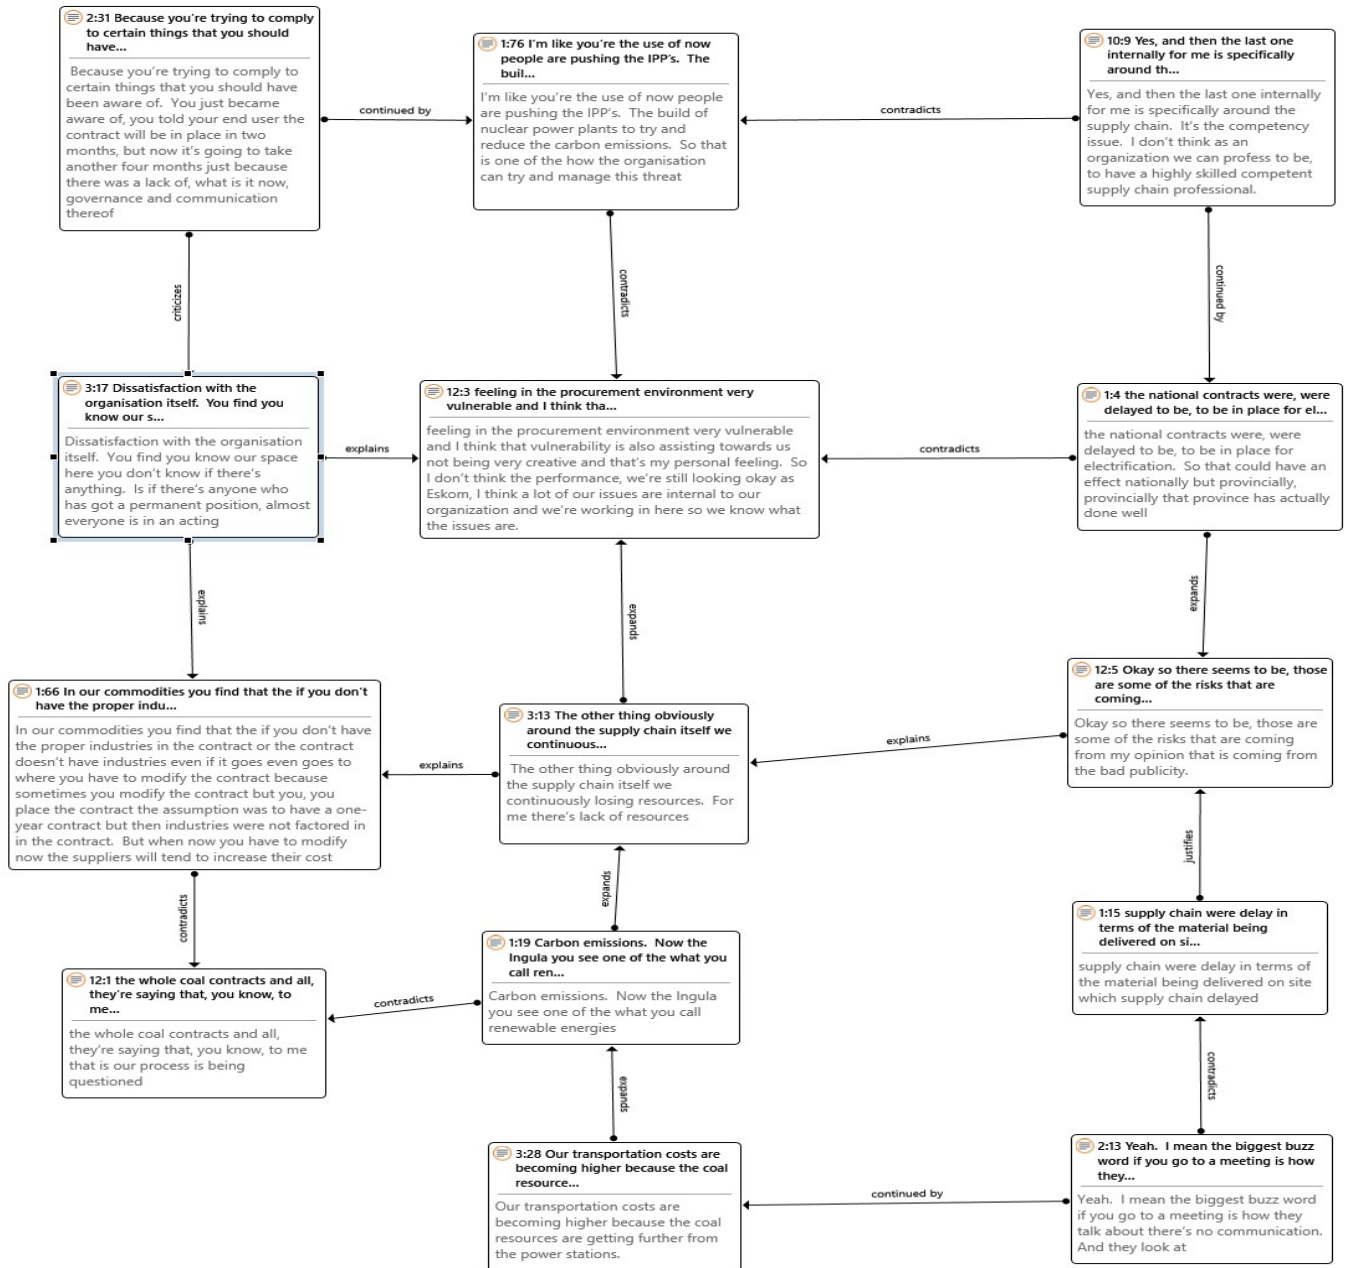 2:31 Because you're trying to comply
to certain things that you should
have...
Because you're trying to comply to
certain things that you should have
been aware of.  You just became
aware of, you told your end user the
contract will be in place in two
months, but now it's going to take
another four months just because
there was a lack of, what is it now,
governance and communication
thereof
continued by
1:76 I'm like you're the use of now
people are pushing the IPP's.  The
buil...
I'm like you're the use of now people
are pushing the IPP's.  The build of
nuclear power plants to try and
reduce the carbon emissions.  So that
is one of the how the organisation
can try and manage this threat
contradicts
10:9 Yes, and then the last one
internally for me is specifically
around th...
Yes, and then the last one internally
for me is specifically around the
supply chain.  It's the competency
issue.  I don't think as an
organization we can profess to be,
to have a highly skilled competent
supply chain professional.
criticizes
contradicts
continued by
3:17 Dissatisfaction with the
organisation itself.  You find you
know our s...
Dissatisfaction with the organisation
itself.  You find you know our space
here you don't know if there's
anything.  Is if there's anyone who
has got a permanent position, almost
everyone is in an acting
explains
12:3 feeling in the procurement environment very
vulnerable and I think tha...
feeling in the procurement environment very vulnerable
and I think that vulnerability is also assisting towards us
not being very creative and that's my personal feeling.  So
I don't think the performance, we're still looking okay as
Eskom, I think a lot of our issues are internal to our
organization and we're working in here so we know what
the issues are.
contradicts
1:4 the national contracts were, were
delayed to be, to be in place for el...
the national contracts were, were
delayed to be, to be in place for
electrification.  So that could have an
effect nationally but provincially,
provincially that province has actually
done well
explains
expands
expands
1:66 In our commodities you find that the if you don't
have the proper indu...
In our commodities you find that the if you don't have
the proper industries in the contract or the contract
doesn't have industries even if it goes even goes to
where you have to modify the contract because
sometimes you modify the contract but you, you
place the contract the assumption was to have a one-
year contract but then industries were not factored in
in the contract.  But when now you have to modify
now the suppliers will tend to increase their cost
explains
3:13 The other thing obviously
around the supply chain itself we
continuous...
The other thing obviously around
the supply chain itself we
continuously losing resources.  For
me there's lack of resources
explains
12:5 Okay so there seems to be, those
are some of the risks that are
coming...
Okay so there seems to be, those are
some of the risks that are coming
from my opinion that is coming from
the bad publicity.
contradicts
expands
justifies
12:1 the whole coal contracts and all,
they're saying that, you know, to
me...
the whole coal contracts and all,
they're saying that, you know, to me
that is our process is being
questioned
contradicts
1:19 Carbon emissions.  Now the
Ingula you see one of the what you
call ren...
Carbon emissions.  Now the Ingula
you see one of the what you call
renewable energies
1:15 supply chain were delay in
terms of the material being
delivered on si...
supply chain were delay in terms of
the material being delivered on site
which supply chain delayed
expands
contradicts
3:28 Our transportation costs are
becoming higher because the coal
resource...
Our transportation costs are
becoming higher because the coal
resources are getting further from
the power stations.
continued by
2:13 Yeah.  I mean the biggest buzz
word if you go to a meeting is how
they...
Yeah.  I mean the biggest buzz word
if you go to a meeting is how they
talk about there's no communication.
And they look at